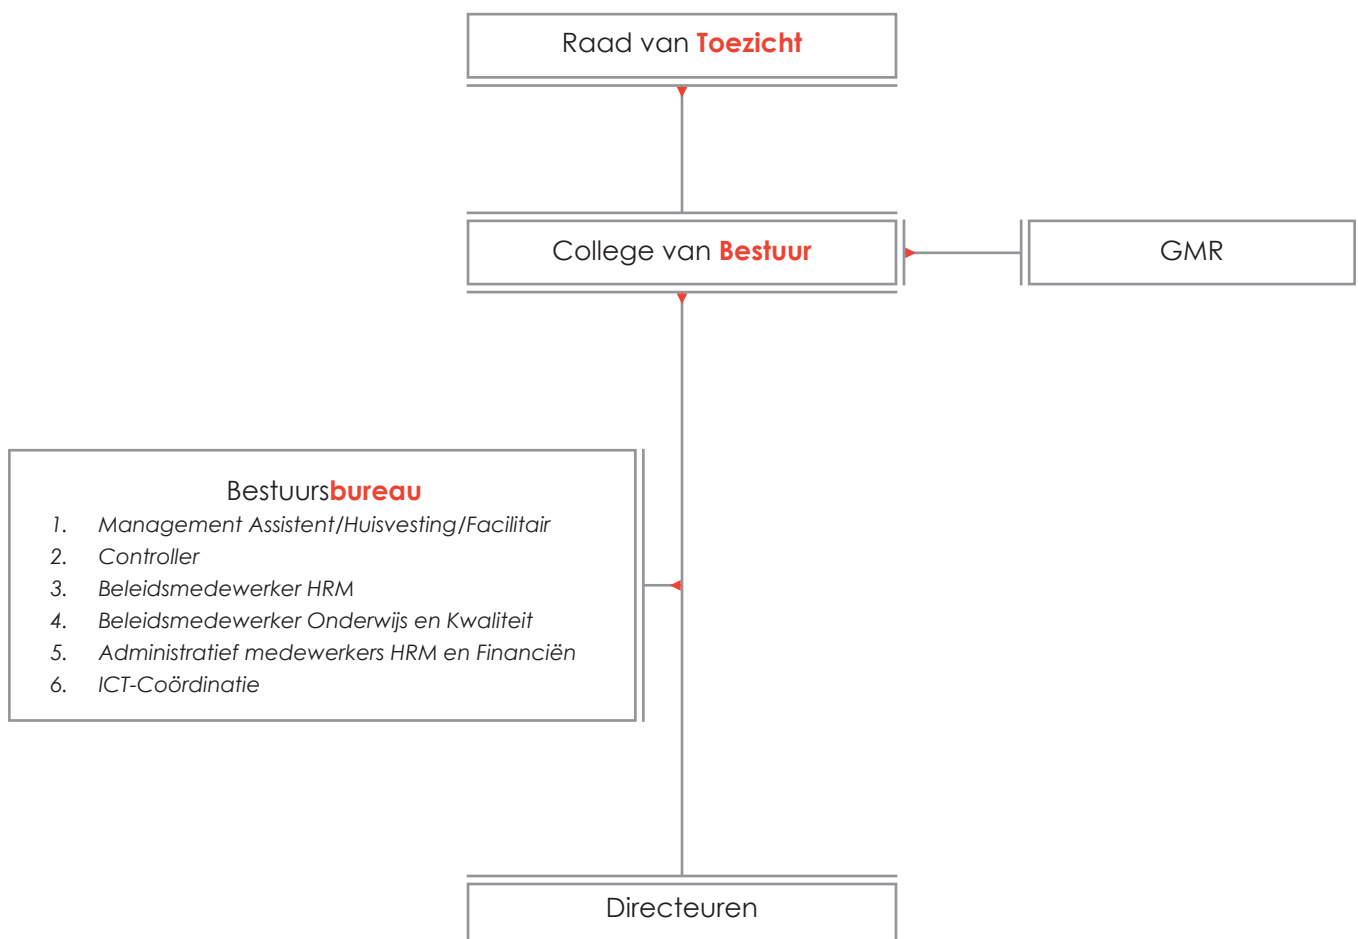 Raad van Toezicht
College van Bestuur
GMR
Bestuursbureau
1. Management Assistent/Huisvesting/Facilitair
2. Controller
3. Beleidsmedewerker HRM
4. Beleidsmedewerker Onderwijs en Kwaliteit
5. Administratief medewerkers HRM en Financiën
6. ICT-Coördinatie
Directeuren